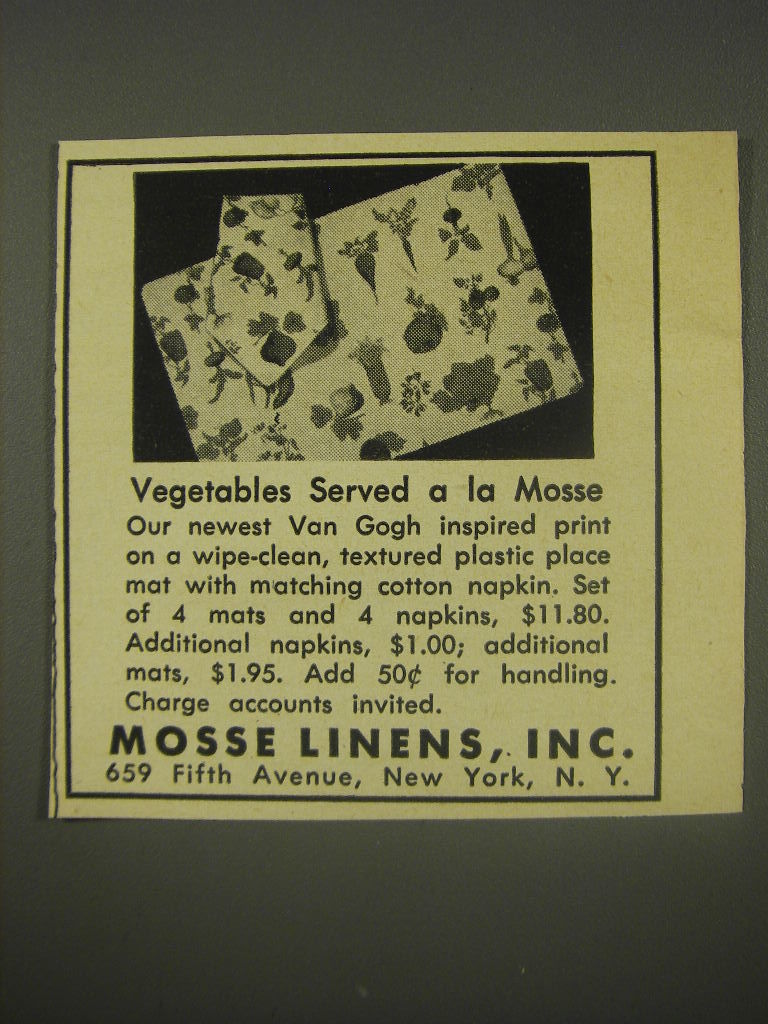 Vegetables Served a la Mosse
Our newest Van Gogh inspired print
on a wipe-clean, textured plastic place
mat with matching cotton napkin. Set
of 4 mats and 4 napkins, $11.80.
Additional napkins, $1.00; additional
mats, $1.95. Add 50¢ for handling.
Charge accounts invited.
MOSSE LINENS, INC.
659 Fifth Avenue, New York, N. Y.